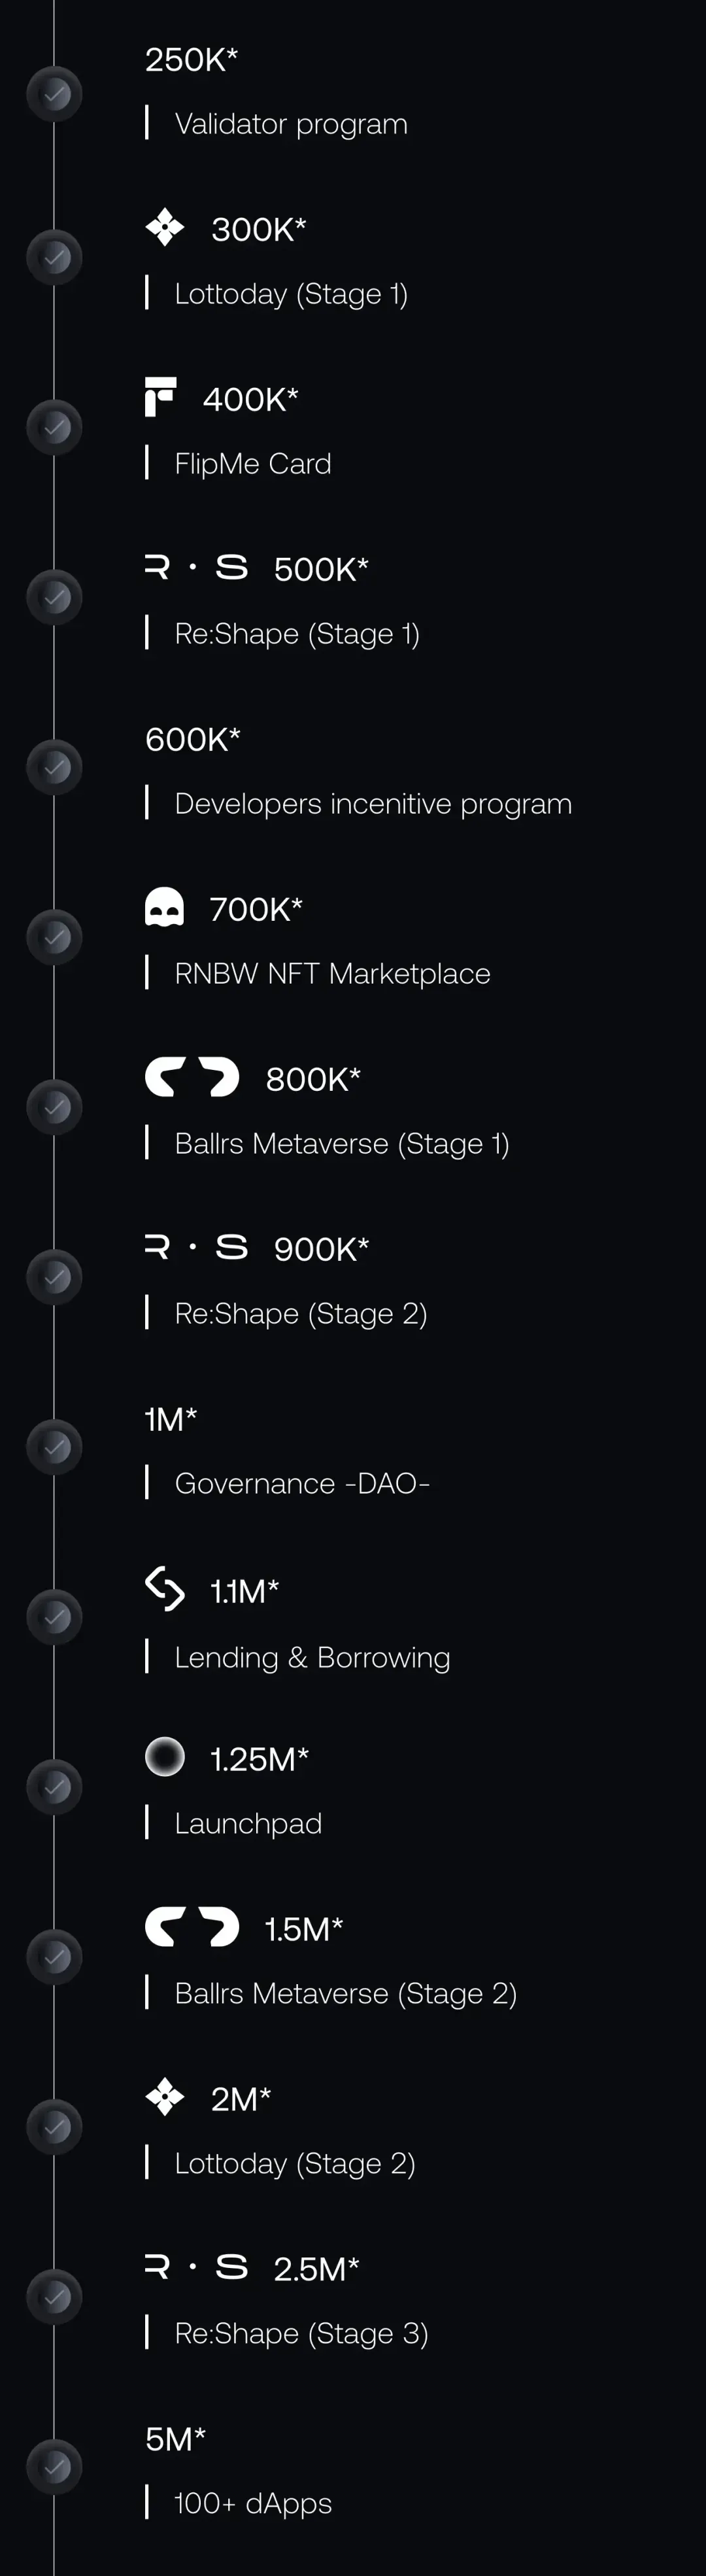 250K*
Validator program
300K*
Lottoday (Stage 1)
400K*
FlipMe Card
R · S 500K*
Re:Shape (Stage 1)
600K*
Developers incenitive program
700K*
RNBW NFT Marketplace
800K*
Ballrs Metaverse (Stage 1)
R · S 900K*
Re:Shape (Stage 2)
1M*
Governance -DAO-
1.1M*
Lending & Borrowing
1.25M*
Launchpad
1.5M*
Ballrs Metaverse (Stage 2)
2M*
Lottoday (Stage 2)
R · S 2.5M*
Re:Shape (Stage 3)
5M*
100+ dApps